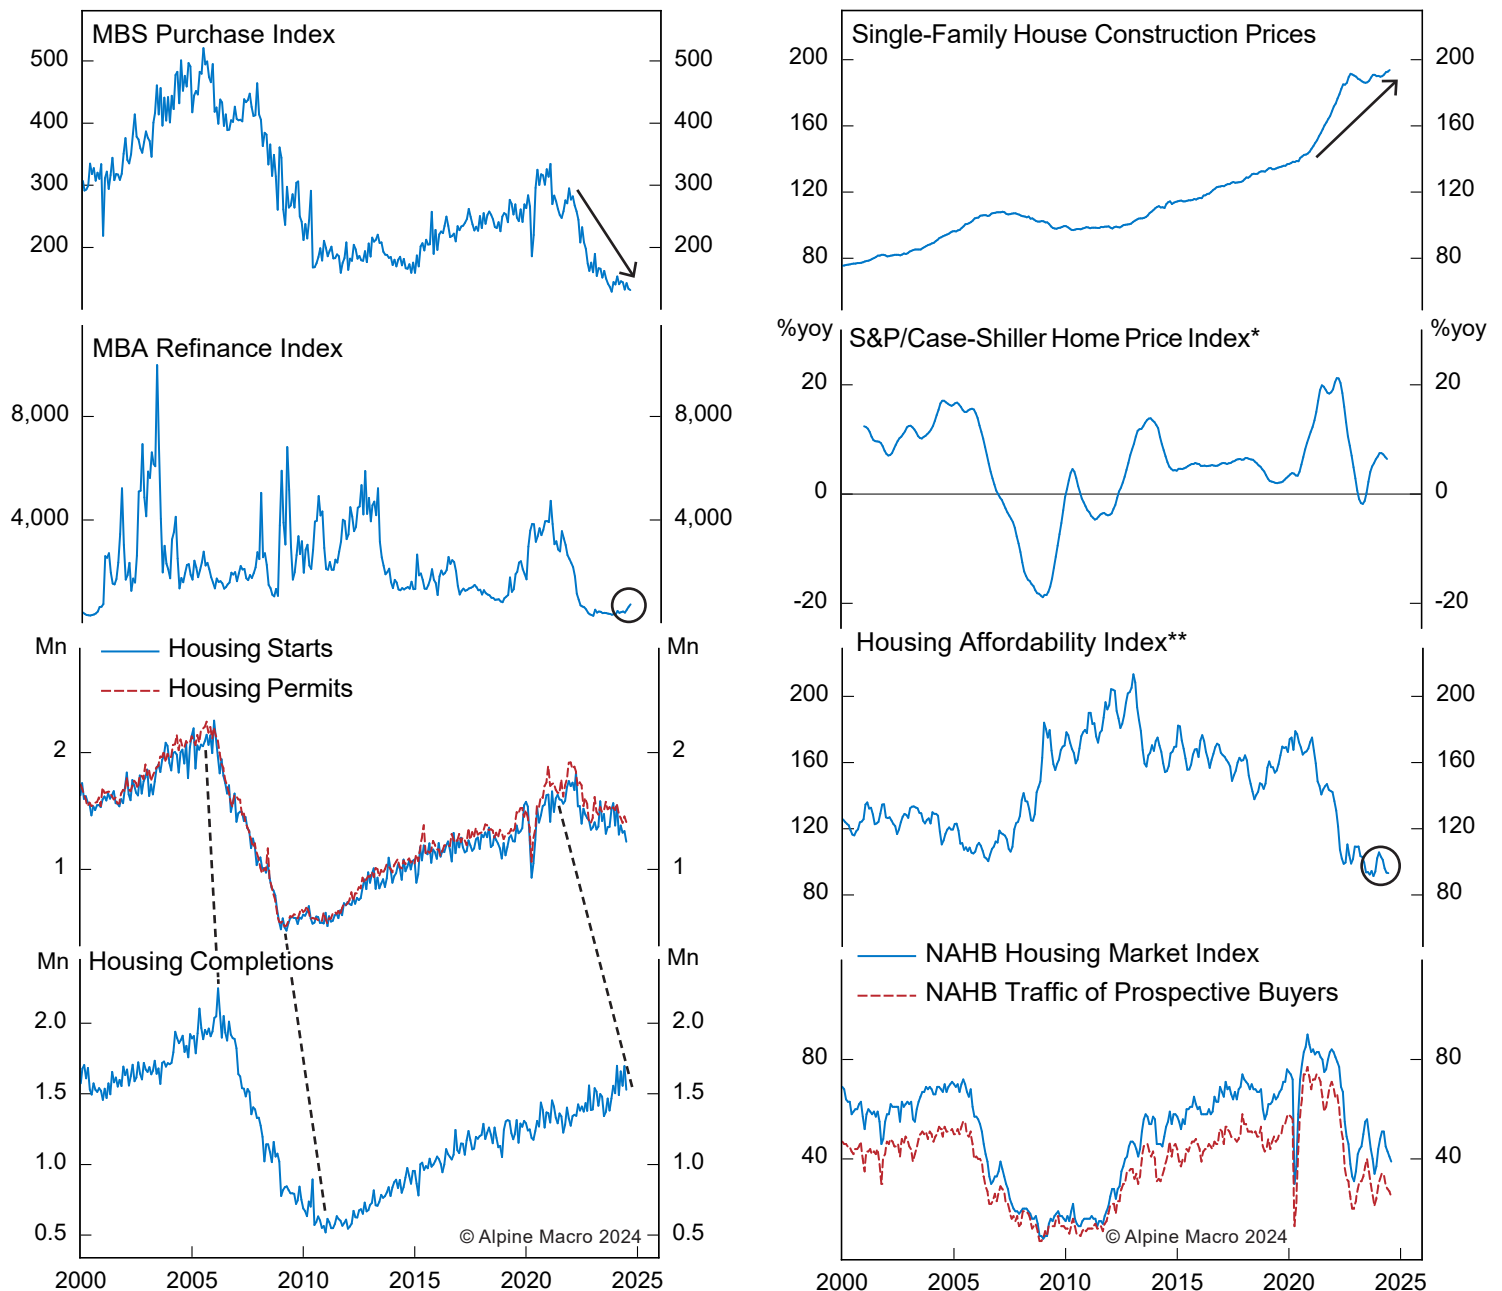 MBS Purchase Index
500
500
400
400
300
300
200
200
MBA Refinance Index
8,000
8,000
4,000
4,000
Mn
Mn
Housing Starts
Housing Permits
2
2
1
1
Mn
Mn
Housing Completions
2.0
2.0
1.5
1.5
1.0
1.0
0.5
0.5
© Alpine Macro 2024
2000 2005 2010 2015 2020 2025
Single-Family House Construction Prices
200
200
160
160
120
120
80
80
%yoy
%yoy
S&P/Case-Shiller Home Price Index*
20
20
0
0
-20
-20
Housing Affordability Index**
200
200
160
160
120
120
80
80
NAHB Housing Market Index
NAHB Traffic of Prospective Buyers
80
80
40
40
© Alpine Macro 2024
2000 2005 2010 2015 2020 2025